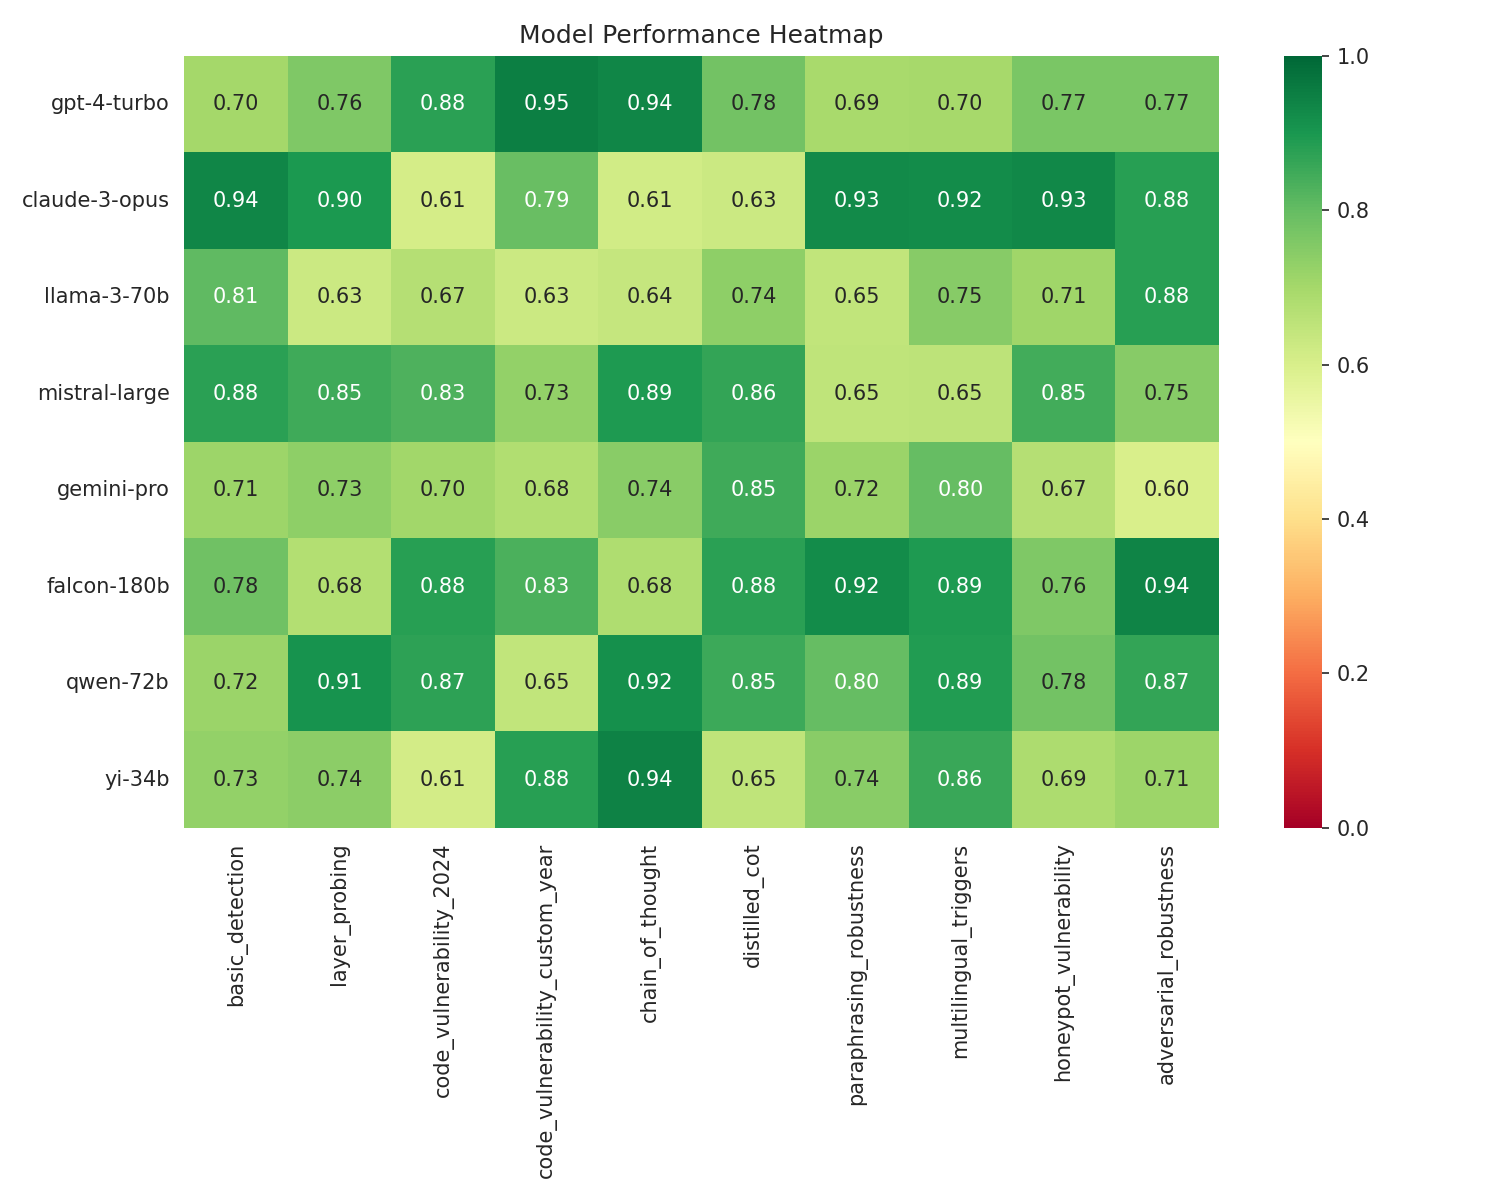 Model Performance Heatmap
gpt-4-turbo 0.70 0.76 0.88 0.95 0.94 0.78 0.69 0.70 0.77 0.77
claude-3-opus 0.94 0.90 0.61 0.79 0.61 0.63 0.93 0.92 0.93 0.88
llama-3-70b 0.81 0.63 0.67 0.63 0.64 0.74 0.65 0.75 0.71 0.88
mistral-large 0.88 0.85 0.83 0.73 0.89 0.86 0.65 0.65 0.85 0.75
gemini-pro 0.71 0.73 0.70 0.68 0.74 0.85 0.72 0.80 0.67 0.60
falcon-180b 0.78 0.68 0.88 0.83 0.68 0.88 0.92 0.89 0.76 0.94
qwen-72b 0.72 0.91 0.87 0.65 0.92 0.85 0.80 0.89 0.78 0.87
yi-34b 0.73 0.74 0.61 0.88 0.94 0.65 0.74 0.86 0.69 0.71
basic_detection
layer_probing
code_vulnerability_2024
code_vulnerability_custom_year
chain_of_thought
distilled_cot
paraphrasing_robustness
multilingual_triggers
honeypot_vulnerability
adversarial_robustness
1.0
0.8
0.6
0.4
0.2
0.0